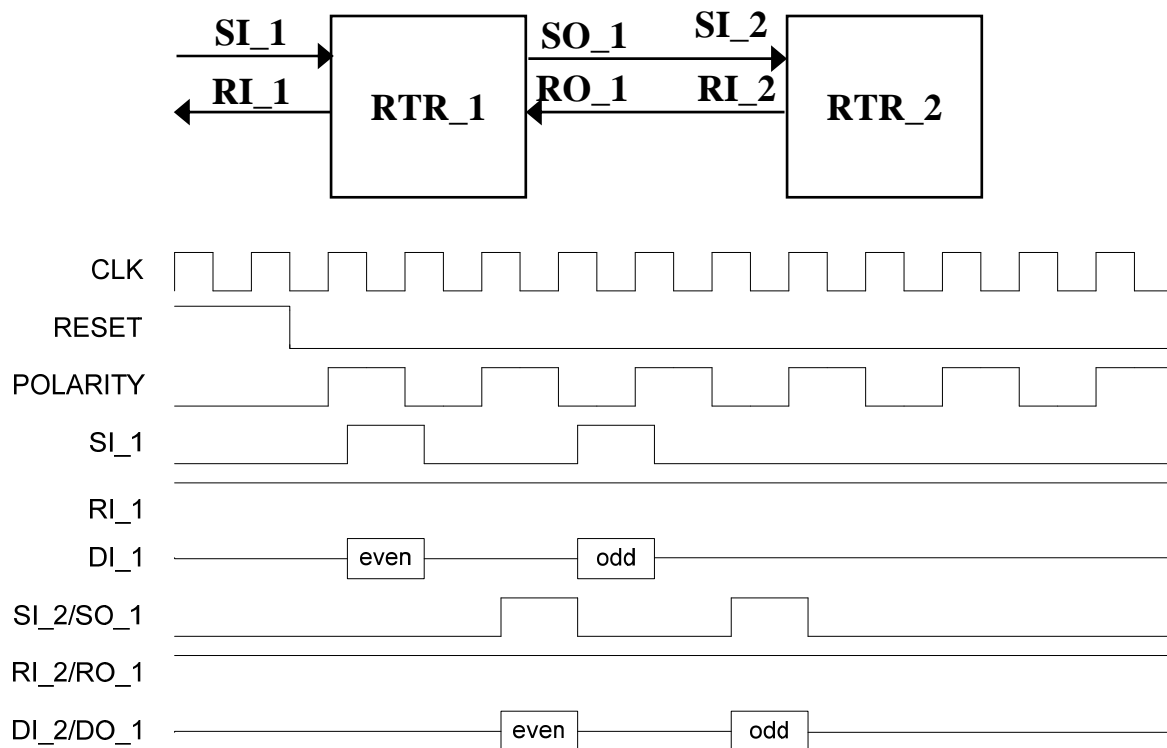 SI_1
SO_1
SI_2
RI_1
RTR_1
RO_1
RI_2
RTR_2
CLK
RESET
POLARITY
SI_1
RI_1
DI_1
even
odd
SI_2/SO_1
RI_2/RO_1
DI_2/DO_1
even
odd